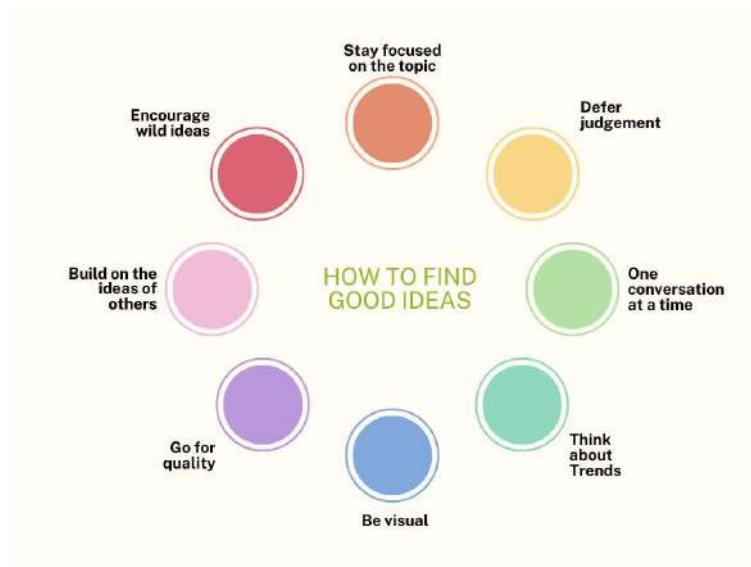 Stay focused
on the topic
Defer
judgement
One
conversation
at a time
Think
about
Trends
Be visual
Go for
quality
Build on the
ideas of
others
Encourage
wild ideas
HOW TO FIND
GOOD IDEAS